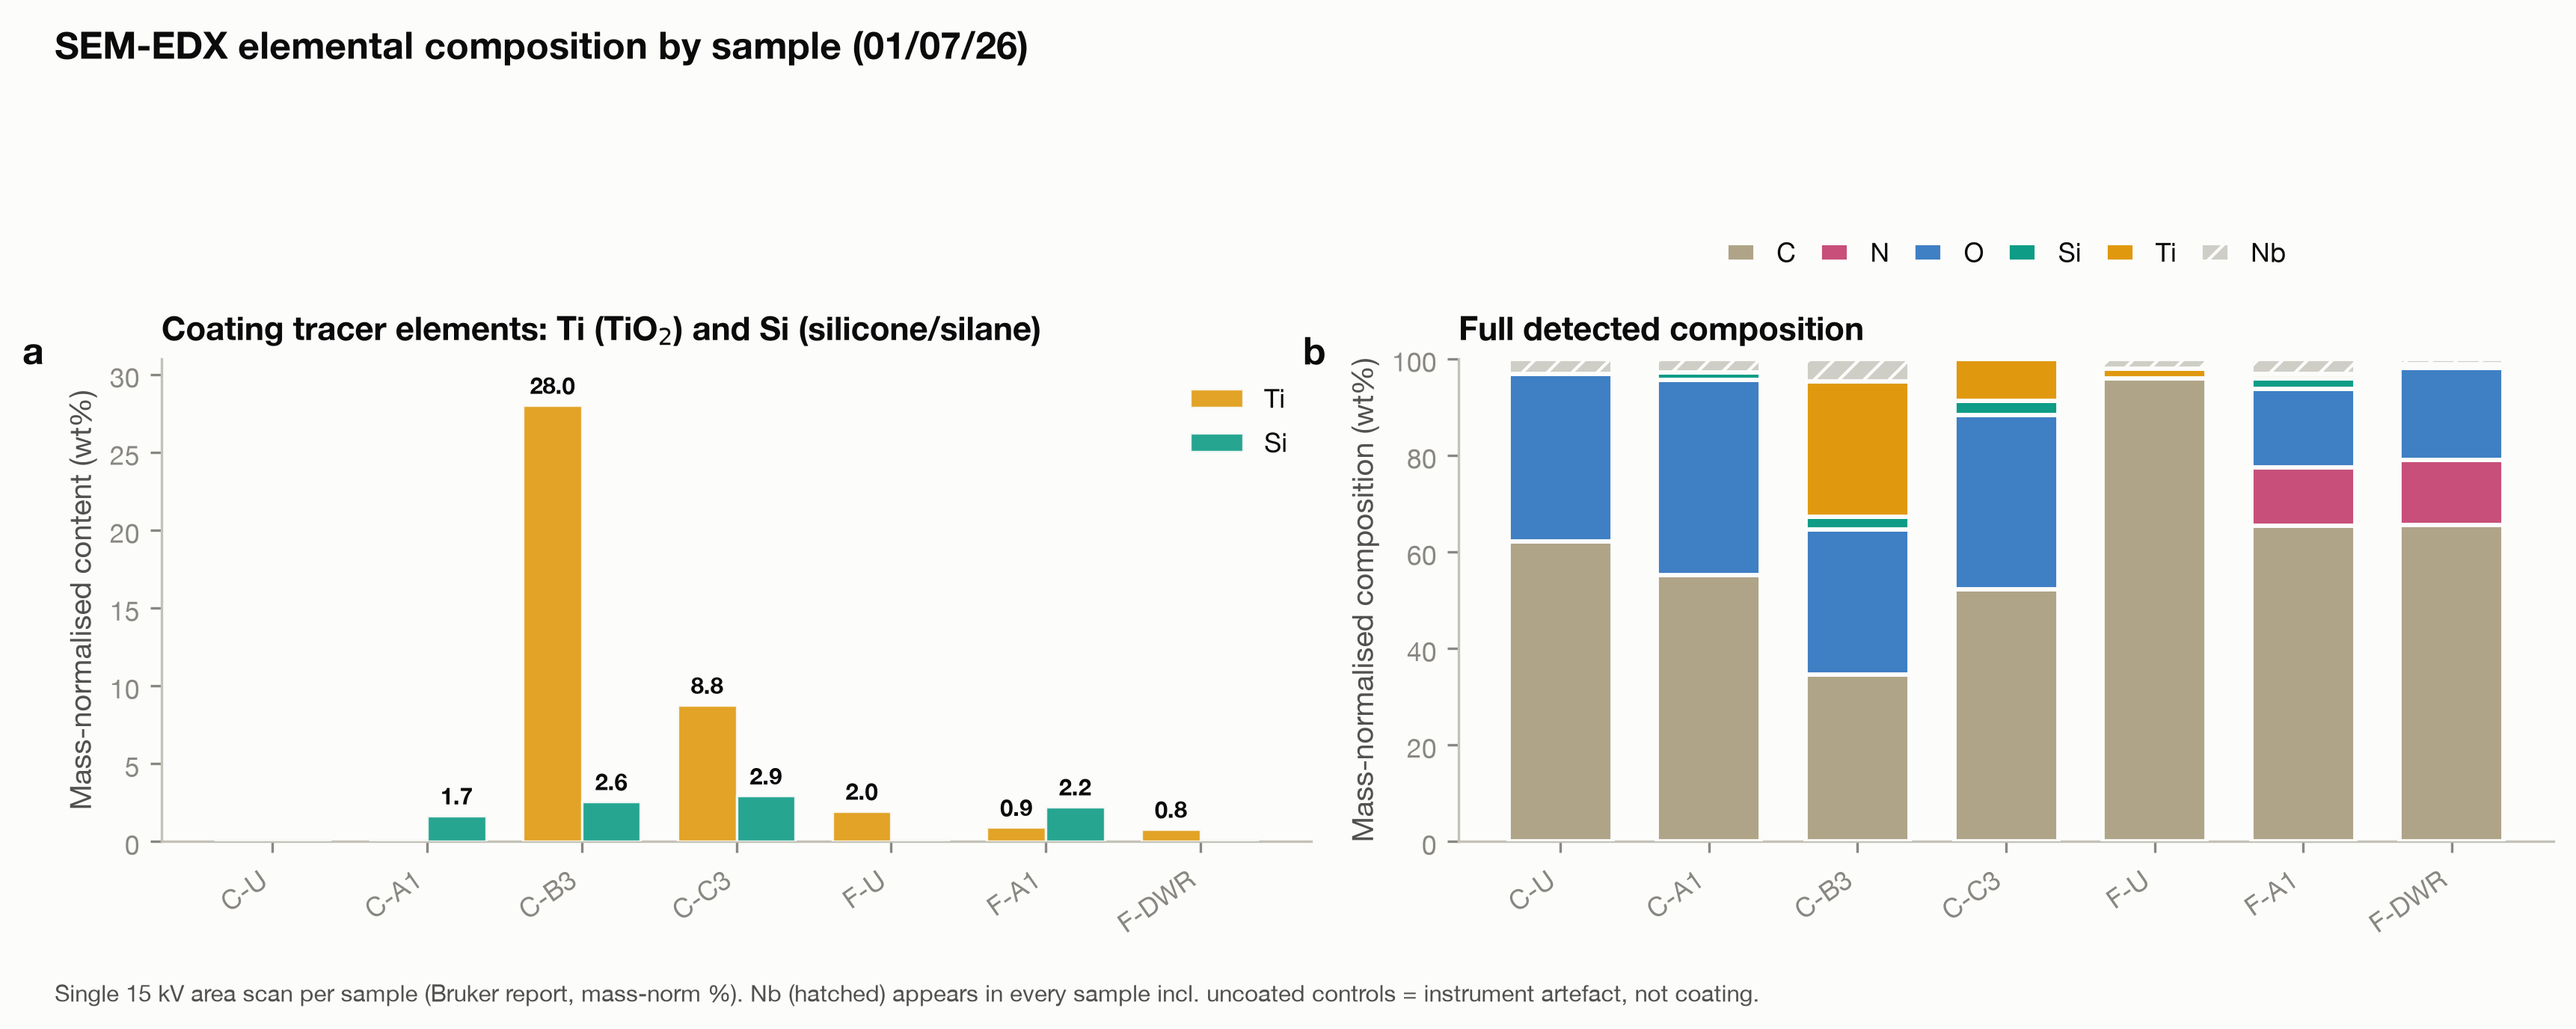 SEM-EDX elemental composition by sample (01/07/26)
C N O Si Ti Nb
a
Coating tracer elements: Ti (TiO₂) and Si (silicone/silane)
Mass-normalised content (wt%)
30
25
20
15
10
5
0
28.0
8.8
2.0
0.9
0.8
1.7
2.6
2.9
2.2
Ti
Si
C-U
C-A1
C-B3
C-C3
F-U
F-A1
F-DWR
b
Full detected composition
Mass-normalised composition (wt%)
100
80
60
40
20
0
C-U
C-A1
C-B3
C-C3
F-U
F-A1
F-DWR
Single 15 kV area scan per sample (Bruker report, mass-norm %). Nb (hatched) appears in every sample incl. uncoated controls = instrument artefact, not coating.